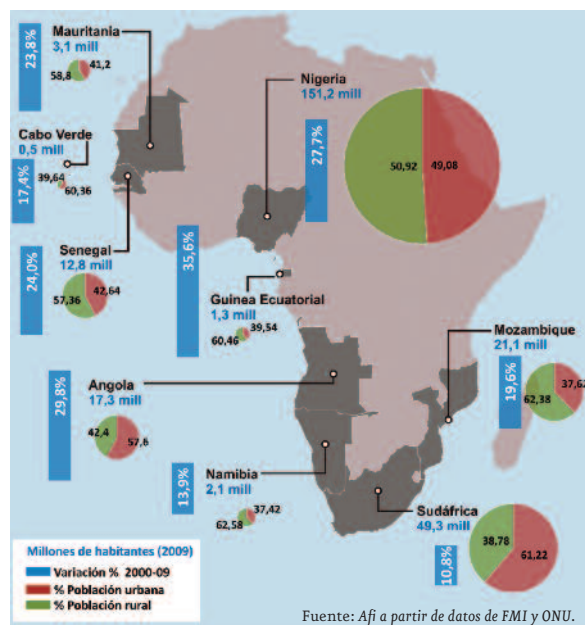 Mauritania
3,1 mill
23,8%
58,8
41,2
Cabo Verde
0,5 mill
17,4%
39,64
60,36
Senegal
12,8 mill
24,0%
57,36
42,64
Nigeria
151,2 mill
27,7%
50,92
49,08
Guinea Ecuatorial
1,3 mill
35,6%
60,46
39,54
Mozambique
21,1 mill
19,6%
62,38
37,62
Angola
17,3 mill
29,8%
42,4
57,6
Namibia
2,1 mill
13,9%
62,58
37,42
Sudáfrica
49,3 mill
10,8%
38,78
61,22
Millones de habitantes (2009)
Variación % 2000-09
% Población urbana
% Población rural
Fuente: Afi a partir de datos de FMI y ONU.